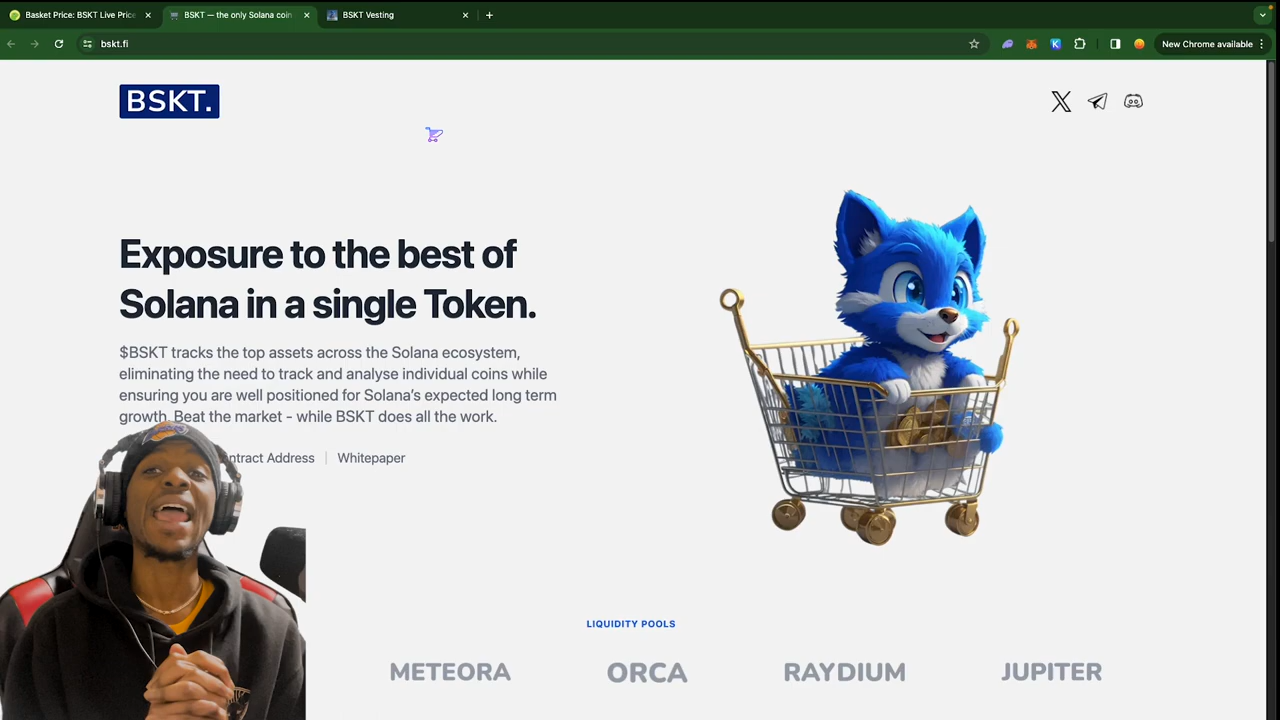 Basket Price: BSKT Live Price
BSKT — the only Solana coin
BSKT Vesting
bskt.fi
New Chrome available
BSKT.
Exposure to the best of
Solana in a single Token.
$BSKT tracks the top assets across the Solana ecosystem,
eliminating the need to track and analyse individual coins while
ensuring you are well positioned for Solana's expected long term
growth. Beat the market - while BSKT does all the work.
ntract Address | Whitepaper
LIQUIDITY POOLS
METEORA
ORCA
RAYDIUM
JUPITER